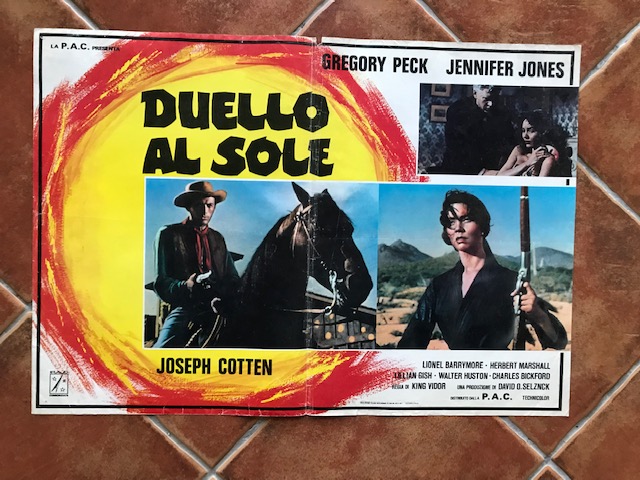 LA P.A.C. PRESENTA
GREGORY PECK JENNIFER JONES
DUELLO
AL SOLE
JOSEPH COTTEN
LIONEL BARRYMORE - HERBERT MARSHALL
LILLIAN GISH - WALTER HUSTON - CHARLES BICKFORD
REGIA DI KING VIDOR UNA PRODUZIONE DI DAVID O. SELZNCK
DISTRIBUITO DALLA P.A.C. TECHNICOLOR